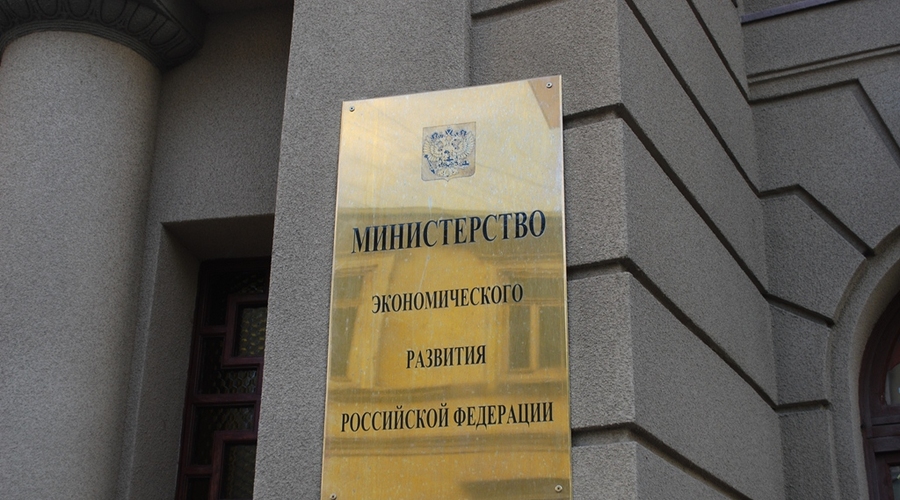 МИНИСТЕРСТВО
ЭКОНОМИЧЕСКОГО
РАЗВИТИЯ
РОССИЙСКОЙ ФЕДЕРАЦИИ